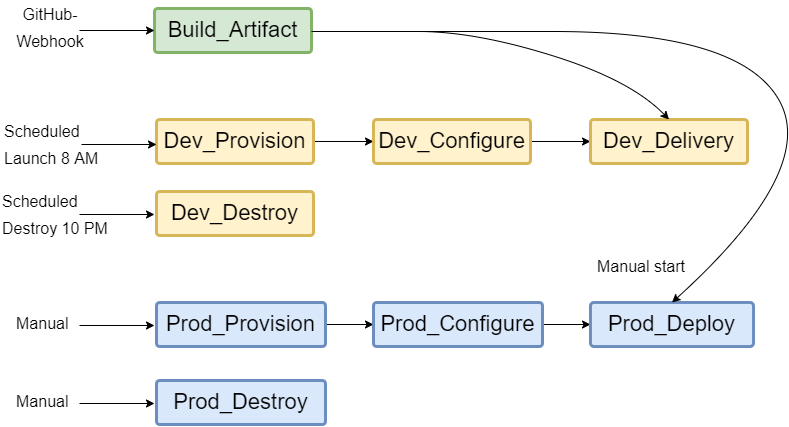 GitHub-
Webhook
Build_Artifact
Scheduled
Launch 8 AM
Dev_Provision
Dev_Configure
Dev_Delivery
Scheduled
Destroy 10 PM
Dev_Destroy
Manual start
Manual
Prod_Provision
Prod_Configure
Prod_Deploy
Manual
Prod_Destroy